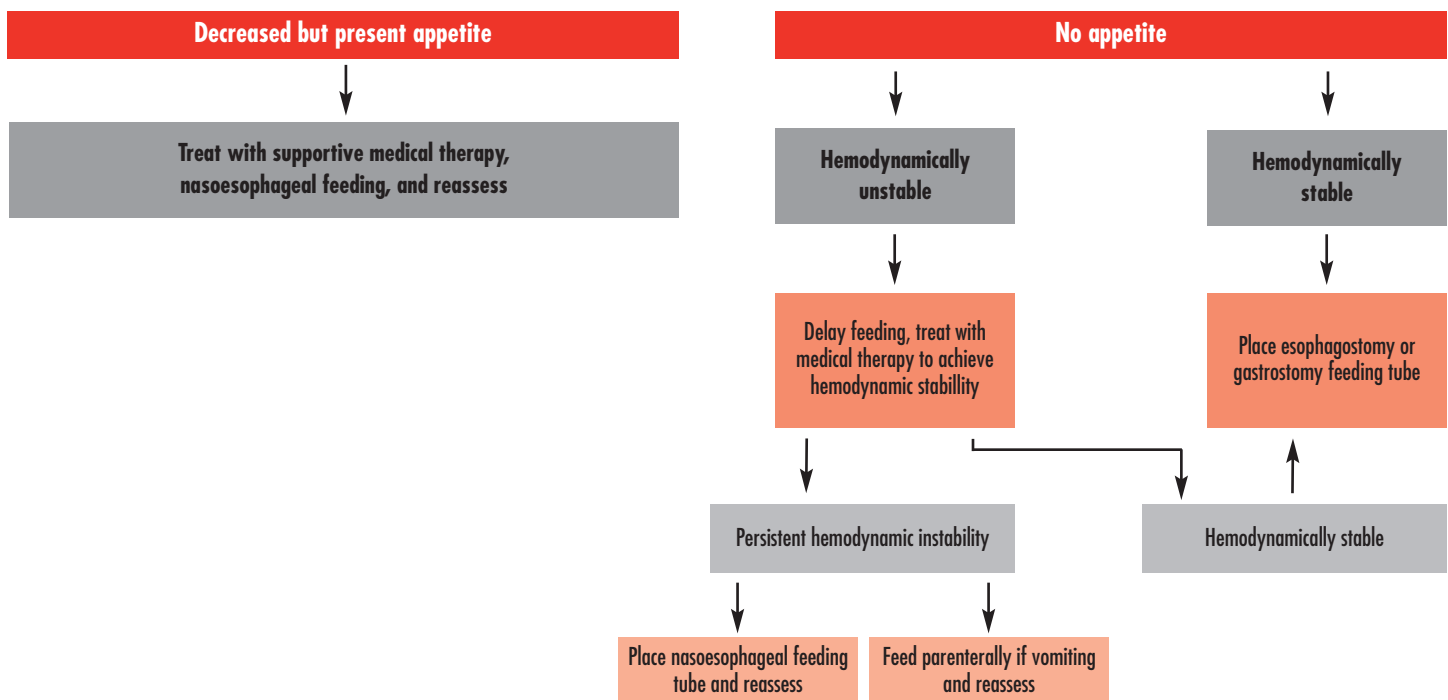 Decreased but present appetite
No appetite
Treat with supportive medical therapy,
nasoesophageal feeding, and reassess
Hemodynamically
unstable
Hemodynamically
stable
Delay feeding, treat with
medical therapy to achieve
hemodynamic stabillity
Place esophagostomy or
gastrostomy feeding tube
Persistent hemodynamic instability
Hemodynamically stable
Place nasoesophageal feeding
tube and reassess
Feed parenterally if vomiting
and reassess